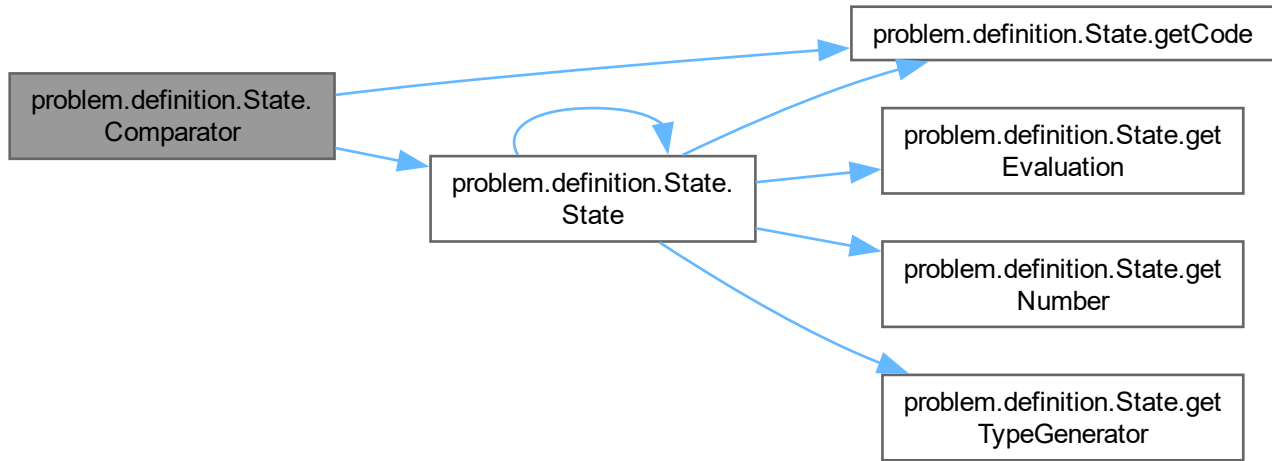 problem.definition.State.
Comparator
problem.definition.State.
State
problem.definition.State.getCode
problem.definition.State.get
Evaluation
problem.definition.State.get
Number
problem.definition.State.get
TypeGenerator